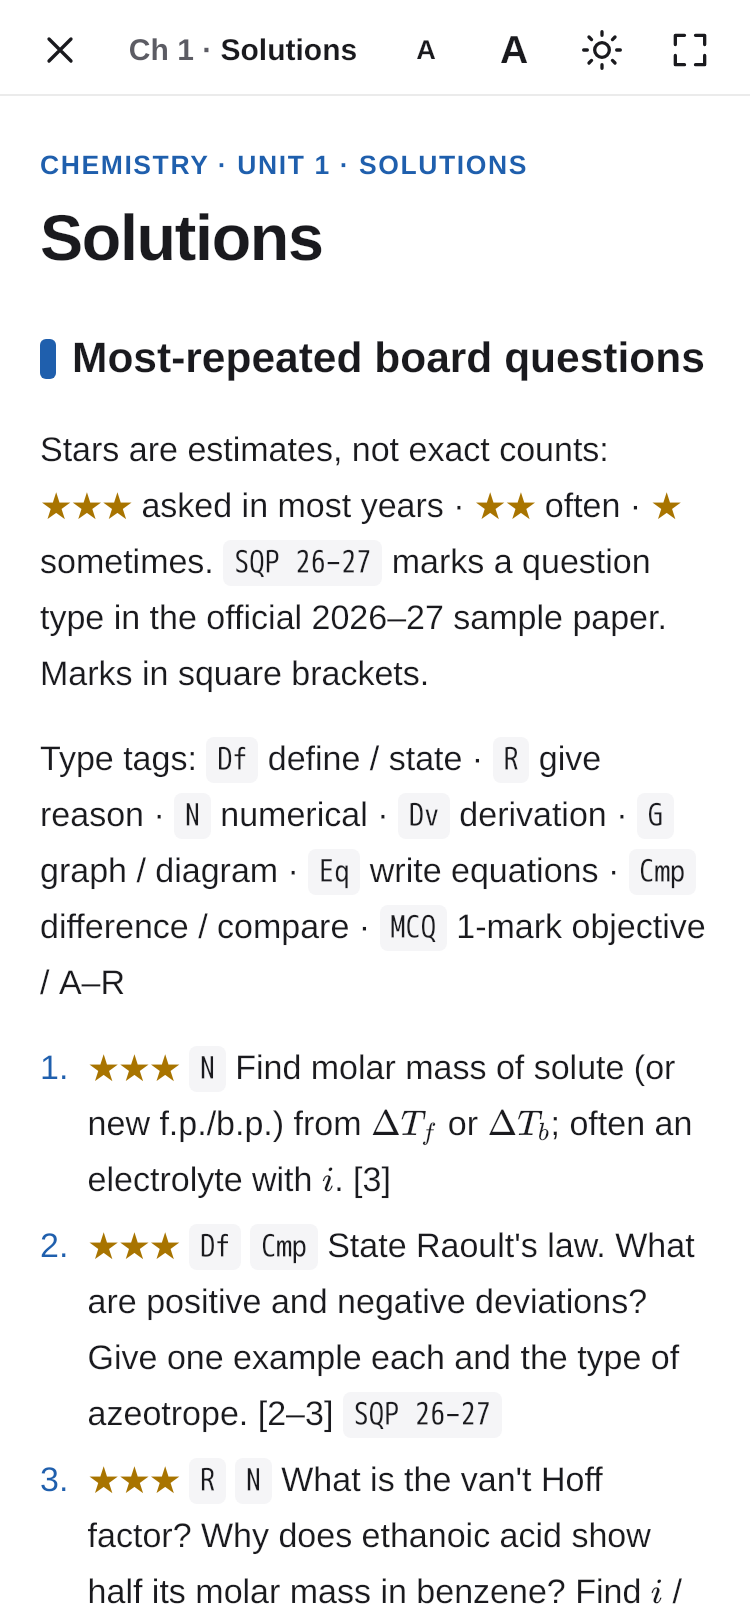 Ch 1 · Solutions A A
CHEMISTRY · UNIT 1 · SOLUTIONS
Solutions
Most-repeated board questions
Stars are estimates, not exact counts:
★★★ asked in most years · ★★ often · ★
sometimes. SQP 26–27 marks a question
type in the official 2026–27 sample paper.
Marks in square brackets.
Type tags: Df define / state · R give
reason · N numerical · Dv derivation · G
graph / diagram · Eq write equations · Cmp
difference / compare · MCQ 1-mark objective
/ A–R
1. ★★★ N Find molar mass of solute (or
new f.p./b.p.) from ΔT_f or ΔT_b; often an
electrolyte with i. [3]
2. ★★★ Df Cmp State Raoult's law. What
are positive and negative deviations?
Give one example each and the type of
azeotrope. [2–3] SQP 26–27
3. ★★★ R N What is the van't Hoff
factor? Why does ethanoic acid show
half its molar mass in benzene? Find i /